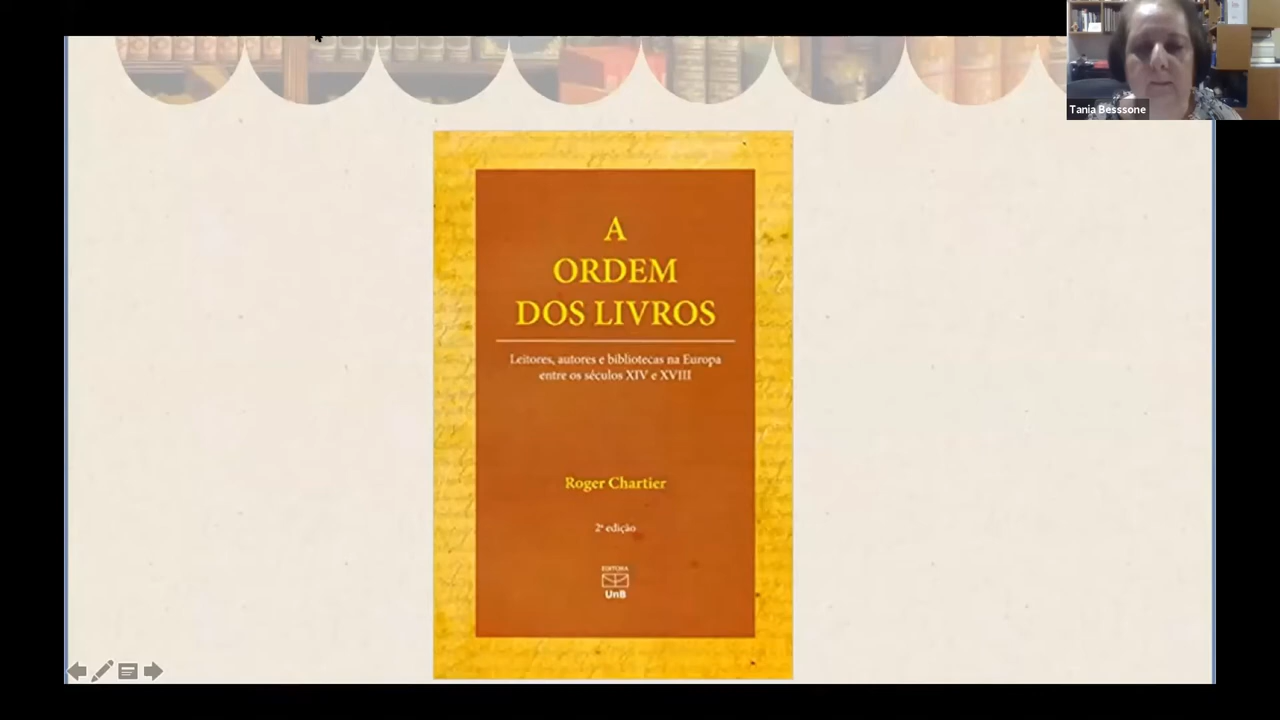 Tania Besssone
A
ORDEM
DOS LIVROS
Leitores, autores e bibliotecas na Europa
entre os séculos XIV e XVIII
Roger Chartier
2ª edição
EDITORA
UnB